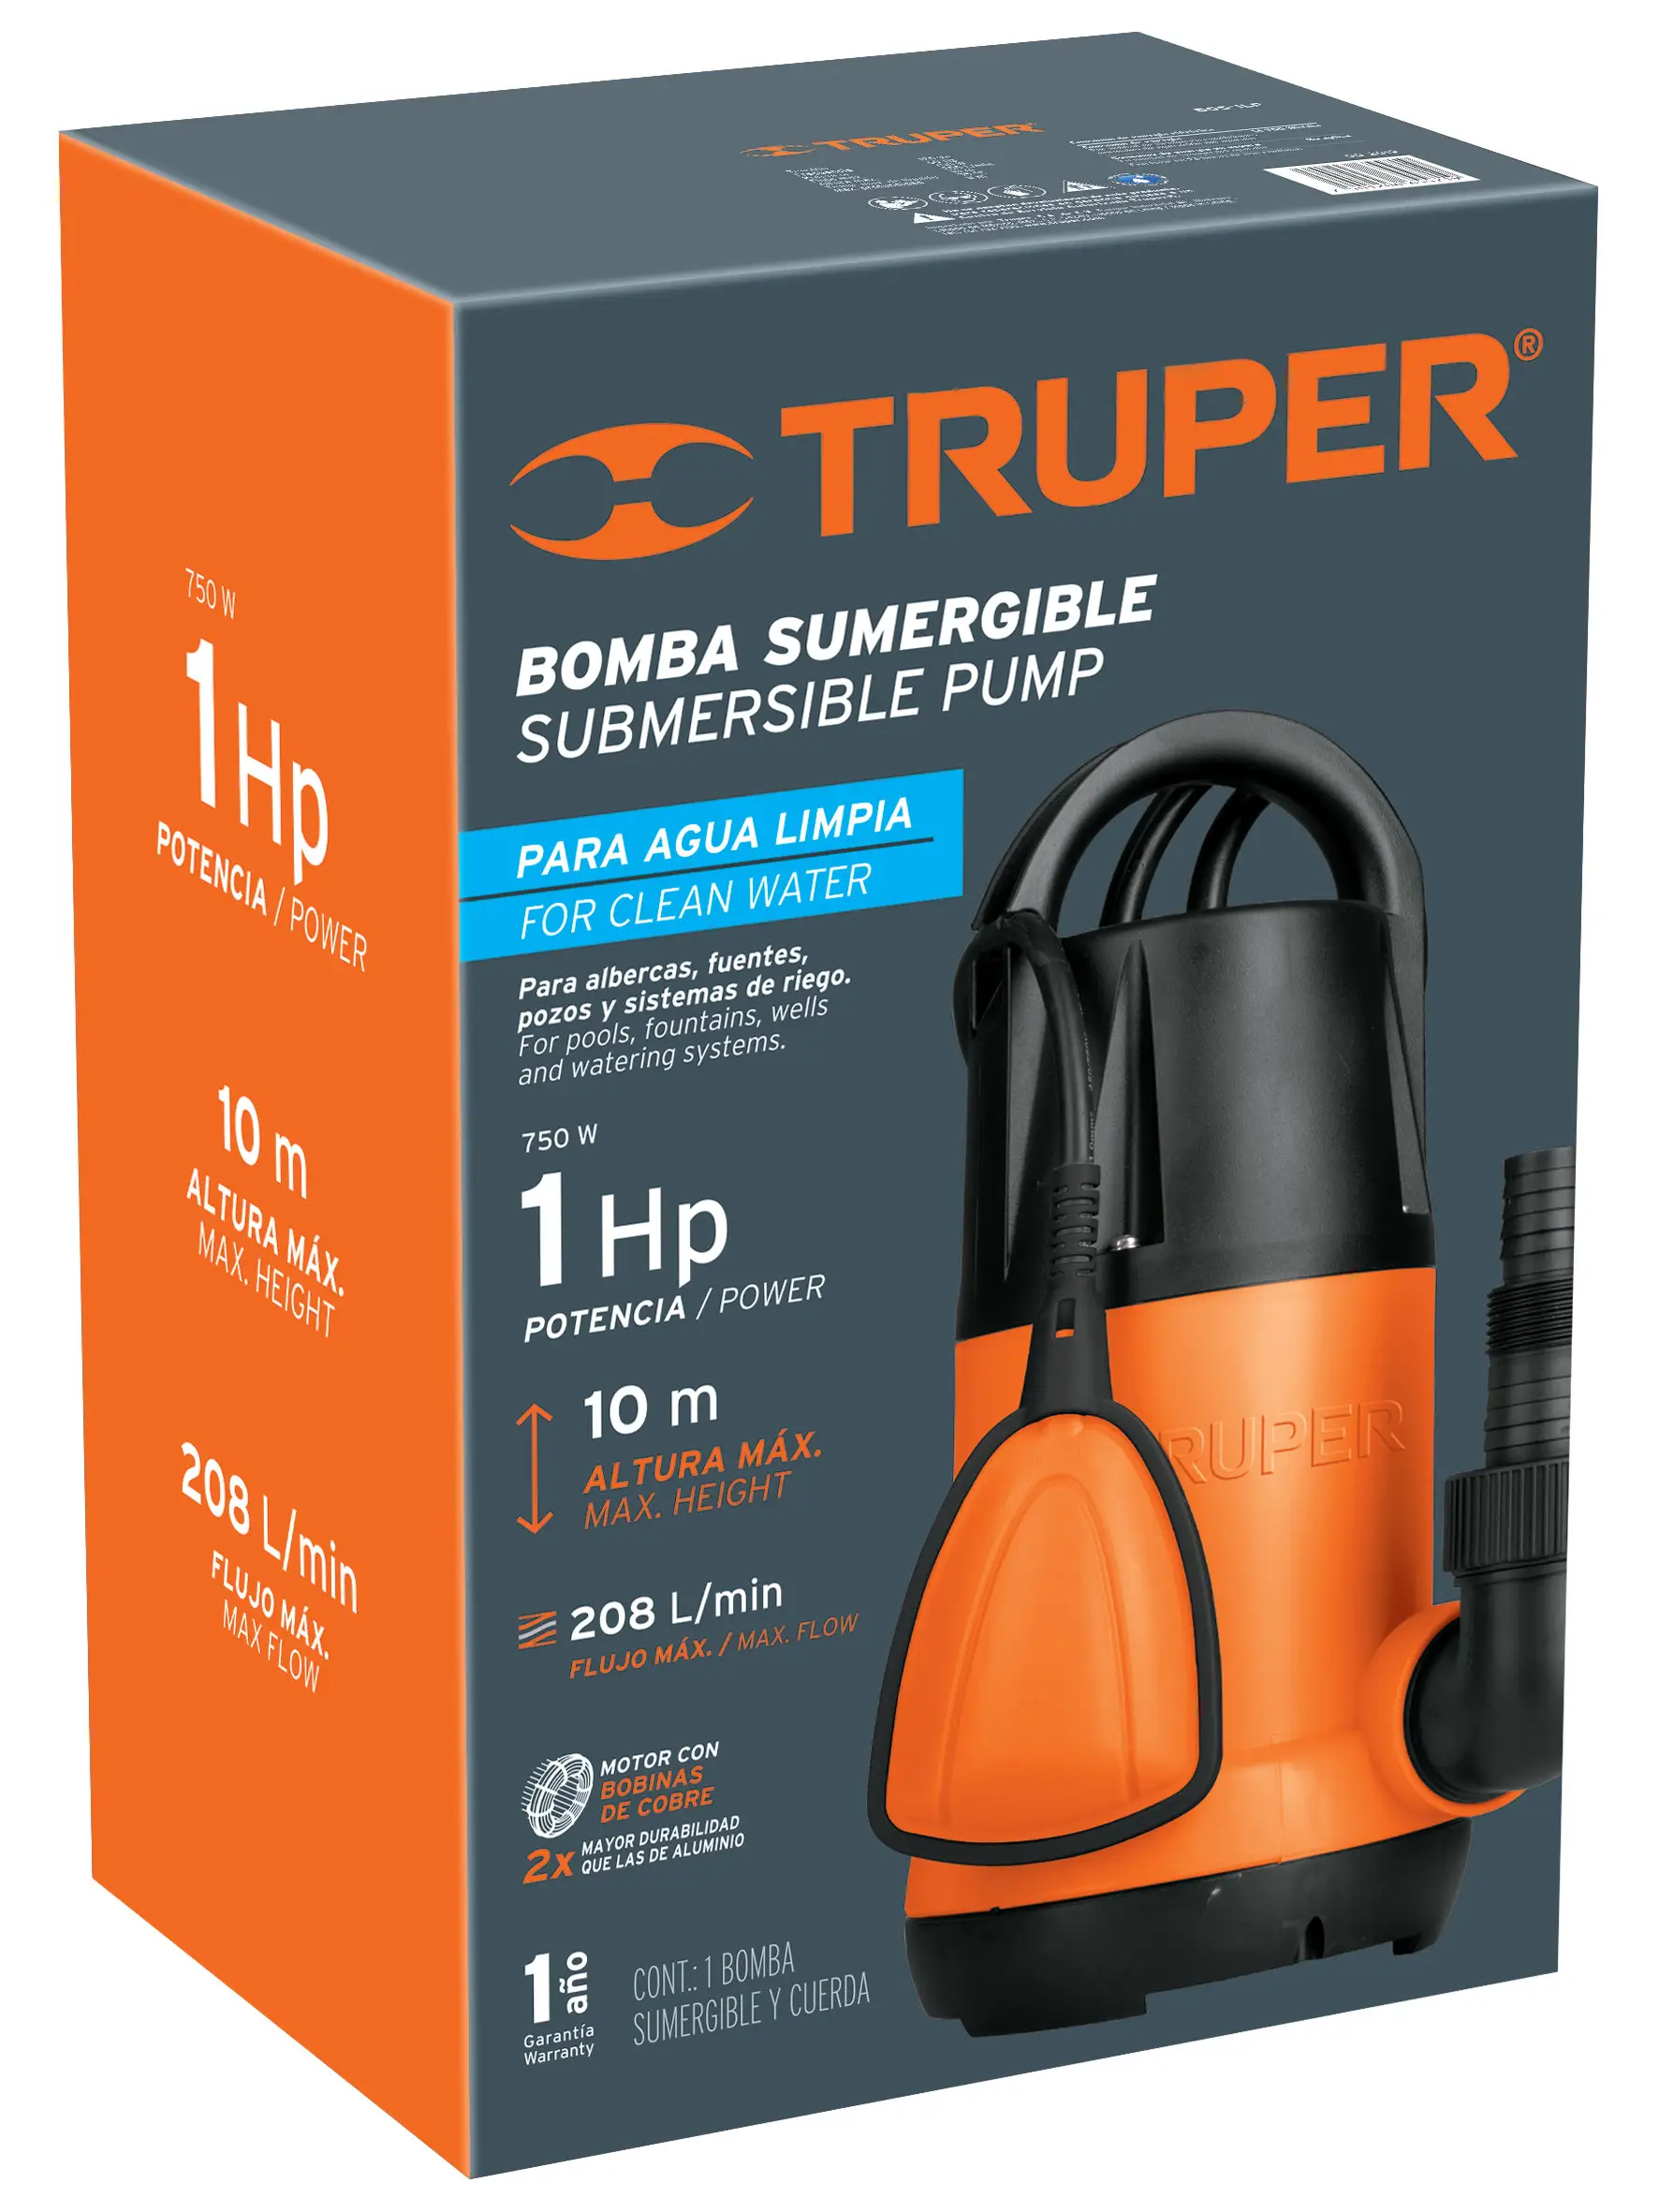 TRUPER
BOS-1LP
TRUPER®
BOMBA SUMERGIBLE
SUBMERSIBLE PUMP
PARA AGUA LIMPIA
FOR CLEAN WATER
Para albercas, fuentes,
pozos y sistemas de riego.
For pools, fountains, wells
and watering systems.
750 W
1 Hp
POTENCIA / POWER
10 m
ALTURA MÁX.
MAX. HEIGHT
208 L/min
FLUJO MÁX. / MAX. FLOW
MOTOR CON
BOBINAS
DE COBRE
2x MAYOR DURABILIDAD
QUE LAS DE ALUMINIO
1 año
Garantía
Warranty
CONT.: 1 BOMBA
SUMERGIBLE Y CUERDA
RUPER
750 W
1 Hp
POTENCIA / POWER
10 m
ALTURA MÁX.
MAX. HEIGHT
208 L/min
FLUJO MÁX.
MAX FLOW